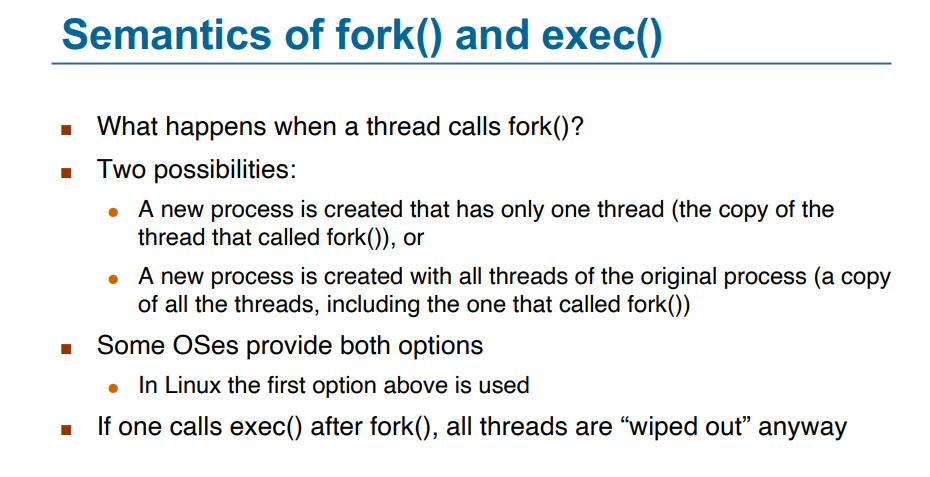 Semantics of fork() and exec()
What happens when a thread calls fork()?
Two possibilities:
A new process is created that has only one thread (the copy of the
thread that called fork()), or
A new process is created with all threads of the original process (a copy
of all the threads, including the one that called fork())
Some OSes provide both options
In Linux the first option above is used
If one calls exec() after fork(), all threads are “wiped out” anyway